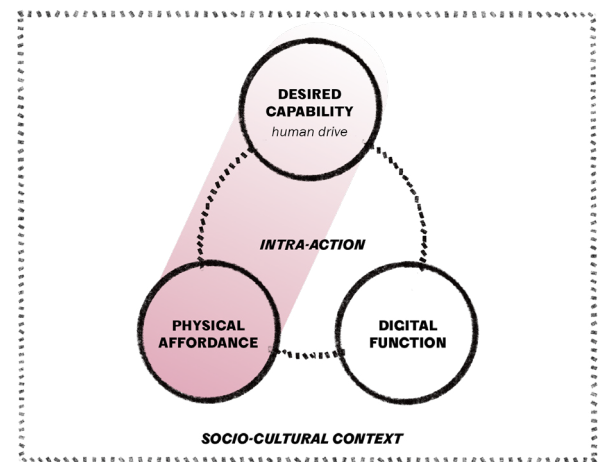 DESIRED
CAPABILITY
human drive
INTRA-ACTION
PHYSICAL
AFFORDANCE
DIGITAL
FUNCTION
SOCIO-CULTURAL CONTEXT